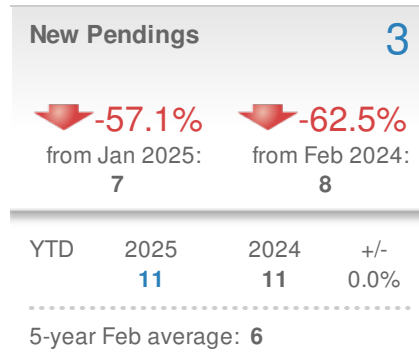 New Pendings 3
-57.1% -62.5%
from Jan 2025: from Feb 2024:
7 8
YTD 2025 2024 +/-
11 11 0.0%
5-year Feb average: 6